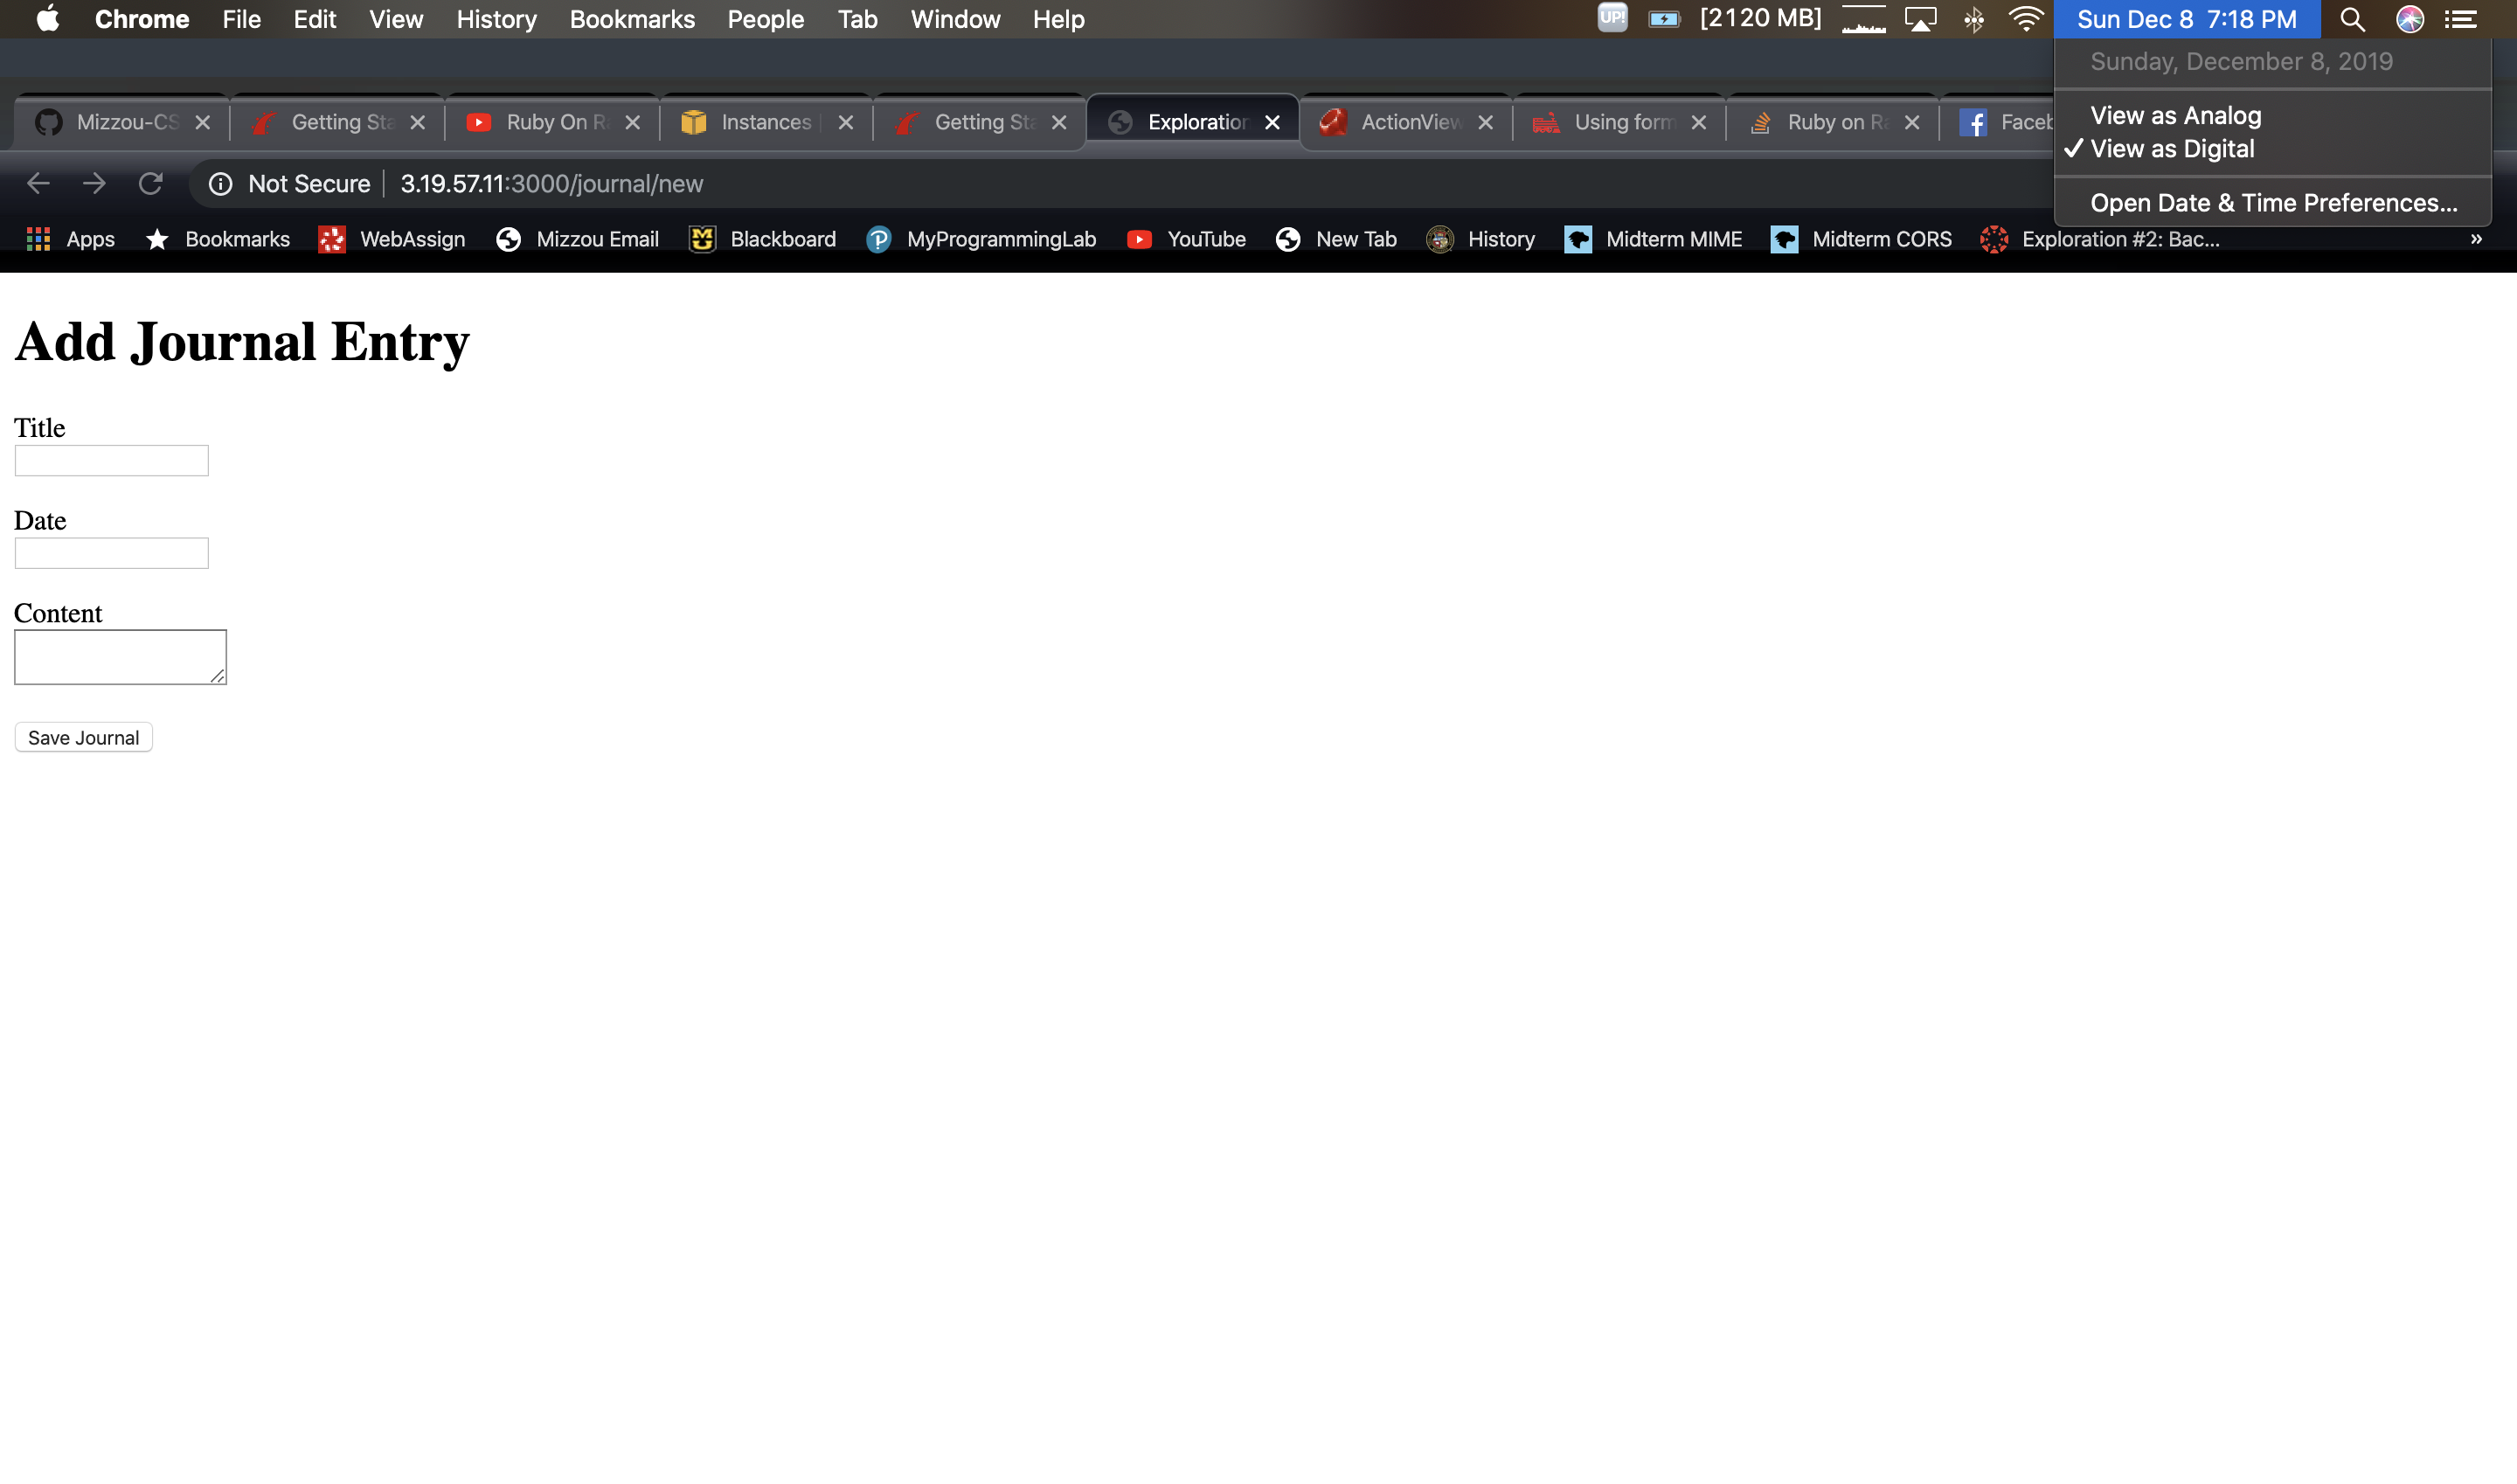 Chrome File Edit View History Bookmarks People Tab Window Help UP! [2120 MB] Sun Dec 8 7:18 PM
Sunday, December 8, 2019
View as Analog
✓ View as Digital
Open Date & Time Preferences...
Mizzou-CS Getting Sta Ruby On Ra Instances Getting Sta Exploration ActionView Using form Ruby on Ra Faceb
Not Secure 3.19.57.11:3000/journal/new
Apps Bookmarks WebAssign Mizzou Email Blackboard MyProgrammingLab YouTube New Tab History Midterm MIME Midterm CORS Exploration #2: Bac... »
Add Journal Entry
Title
Date
Content
Save Journal